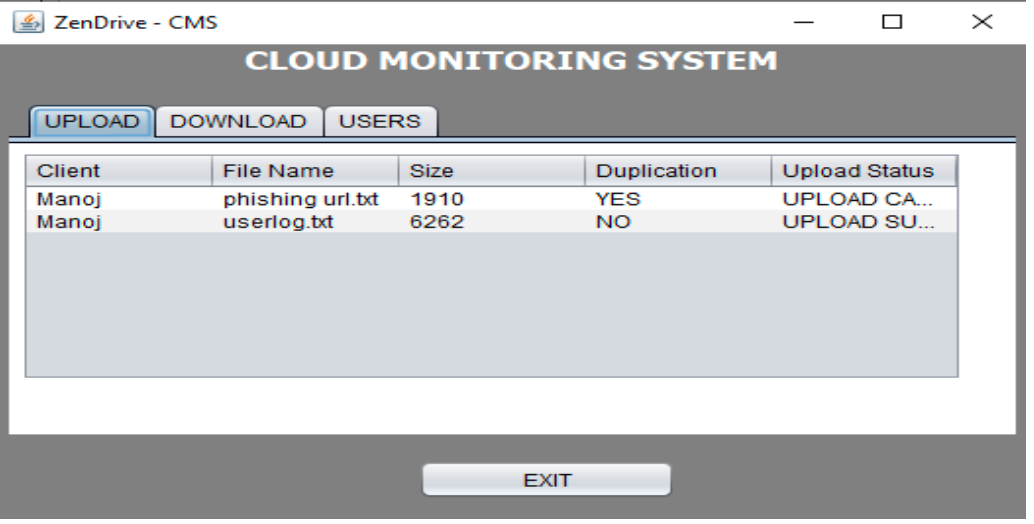 ZenDrive - CMS
CLOUD MONITORING SYSTEM
UPLOAD DOWNLOAD USERS
Client File Name Size Duplication Upload Status
Manoj phishing url.txt 1910 YES UPLOAD CA...
Manoj userlog.txt 6262 NO UPLOAD SU...
EXIT